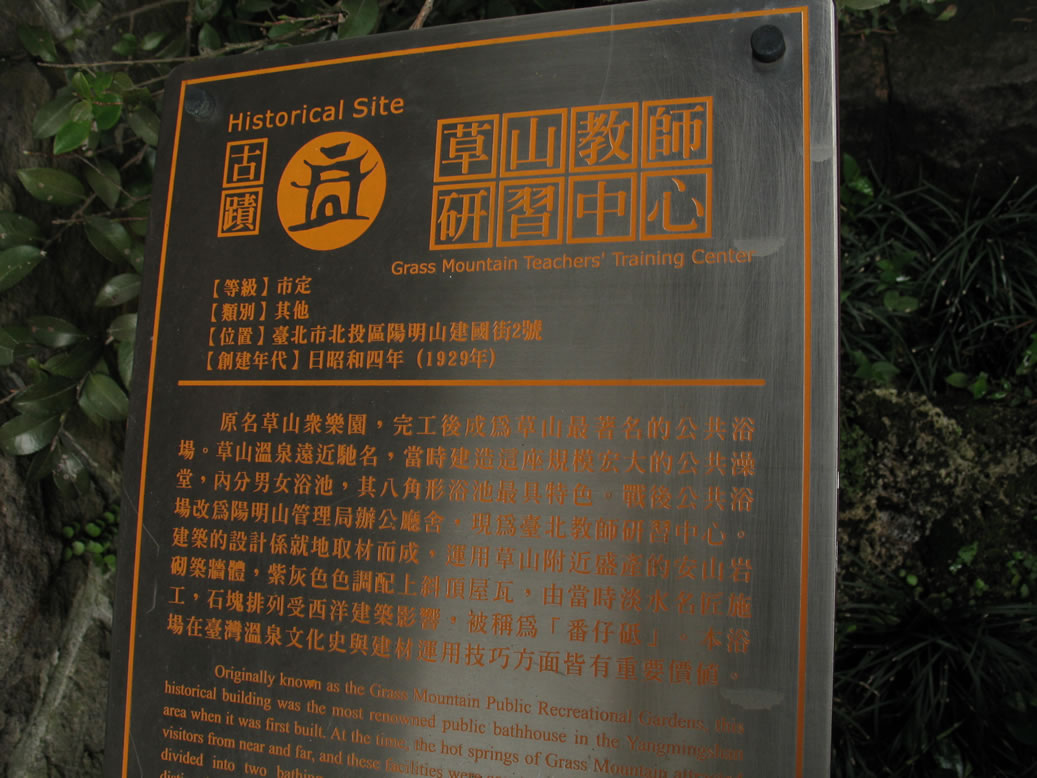 Historical Site
古蹟
草山教師
研習中心
Grass Mountain Teachers' Training Center
【等級】市定
【類別】其他
【位置】臺北市北投區陽明山建國街2號
【創建年代】日昭和四年（1929年）
原名草山衆樂園，完工後成爲草山最著名的公共浴
場。草山溫泉遠近馳名，當時建造這座規模宏大的公共澡
堂，內分男女浴池，其八角形浴池最具特色。戰後公共浴
場改爲陽明山管理局辦公廳舍，現爲臺北教師研習中心。
建築的設計係就地取材而成，運用草山附近盛產的安山岩
砌築牆體，紫灰色色調配上斜頂屋瓦，由當時淡水名匠施
工，石塊排列受西洋建築影響，被稱爲「番仔砥」。本浴
場在臺灣溫泉文化史與建材運用技巧方面皆有重要價値。
Originally known as the Grass Mountain Public Recreational Gardens, this
historical building was the most renowned public bathhouse in the Yangmingshan
area when it was first built. At the time, the hot springs of Grass Mountain
visitors from near and far, and these facilities were
divided into two bathing